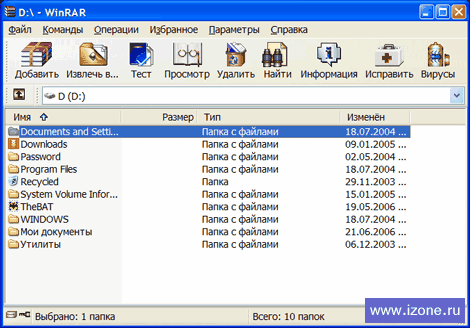 D:\ - WinRAR
Файл Команды Операции Избранное Параметры Справка
Добавить Извлечь в... Тест Просмотр Удалить Найти Информация Исправить Вирусы
D (D:)
Имя Размер Тип Изменён
Documents and Setti... Папка с файлами 18.07.2004 ...
Downloads Папка с файлами 09.01.2005 ...
Password Папка с файлами 02.05.2004 ...
Program Files Папка с файлами 18.07.2004 ...
Recycled Папка 29.11.2003 ...
System Volume Infor... Папка с файлами 15.01.2005 ...
TheBAT Папка с файлами 19.05.2006 ...
WINDOWS Папка с файлами 18.07.2004 ...
Мои документы Папка с файлами 21.06.2006 ...
Утилиты Папка с файлами 06.12.2003 ...
www.izone.ru
Выбрано: 1 папка Всего: 10 папок